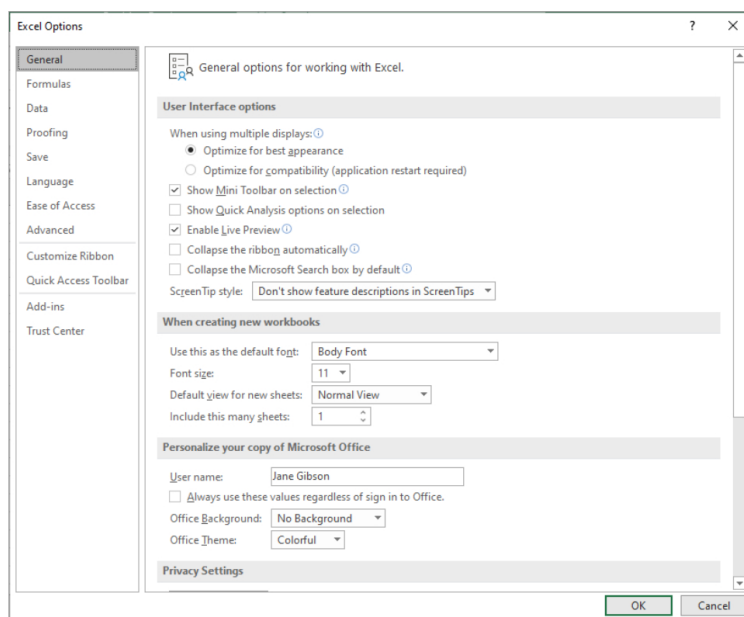 Excel Options
? ×
General
Formulas
Data
Proofing
Save
Language
Ease of Access
Advanced
Customize Ribbon
Quick Access Toolbar
Add-ins
Trust Center
General options for working with Excel.
User Interface options
When using multiple displays:
Optimize for best appearance
Optimize for compatibility (application restart required)
Show Mini Toolbar on selection
Show Quick Analysis options on selection
Enable Live Preview
Collapse the ribbon automatically
Collapse the Microsoft Search box by default
ScreenTip style: Don't show feature descriptions in ScreenTips
When creating new workbooks
Use this as the default font: Body Font
Font size: 11
Default view for new sheets: Normal View
Include this many sheets: 1
Personalize your copy of Microsoft Office
User name: Jane Gibson
Always use these values regardless of sign in to Office.
Office Background: No Background
Office Theme: Colorful
Privacy Settings
OK Cancel